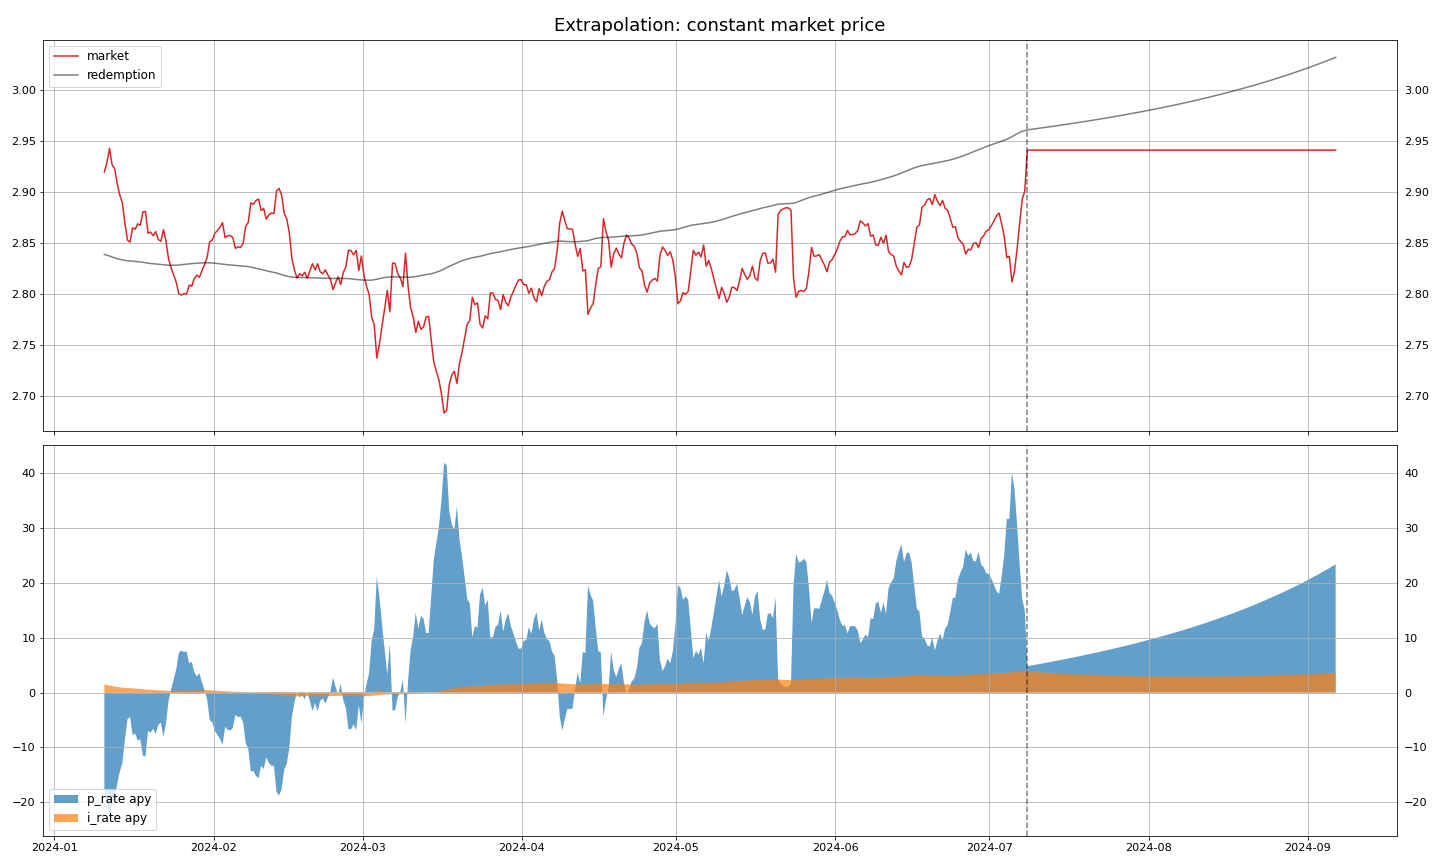 Extrapolation: constant market price
market
redemption
3.00 3.00
2.95 2.95
2.90 2.90
2.85 2.85
2.80 2.80
2.75 2.75
2.70 2.70
40 40
30 30
20 20
10 10
0 0
−10 −10
−20 −20
p_rate apy
i_rate apy
2024-01 2024-02 2024-03 2024-04 2024-05 2024-06 2024-07 2024-08 2024-09